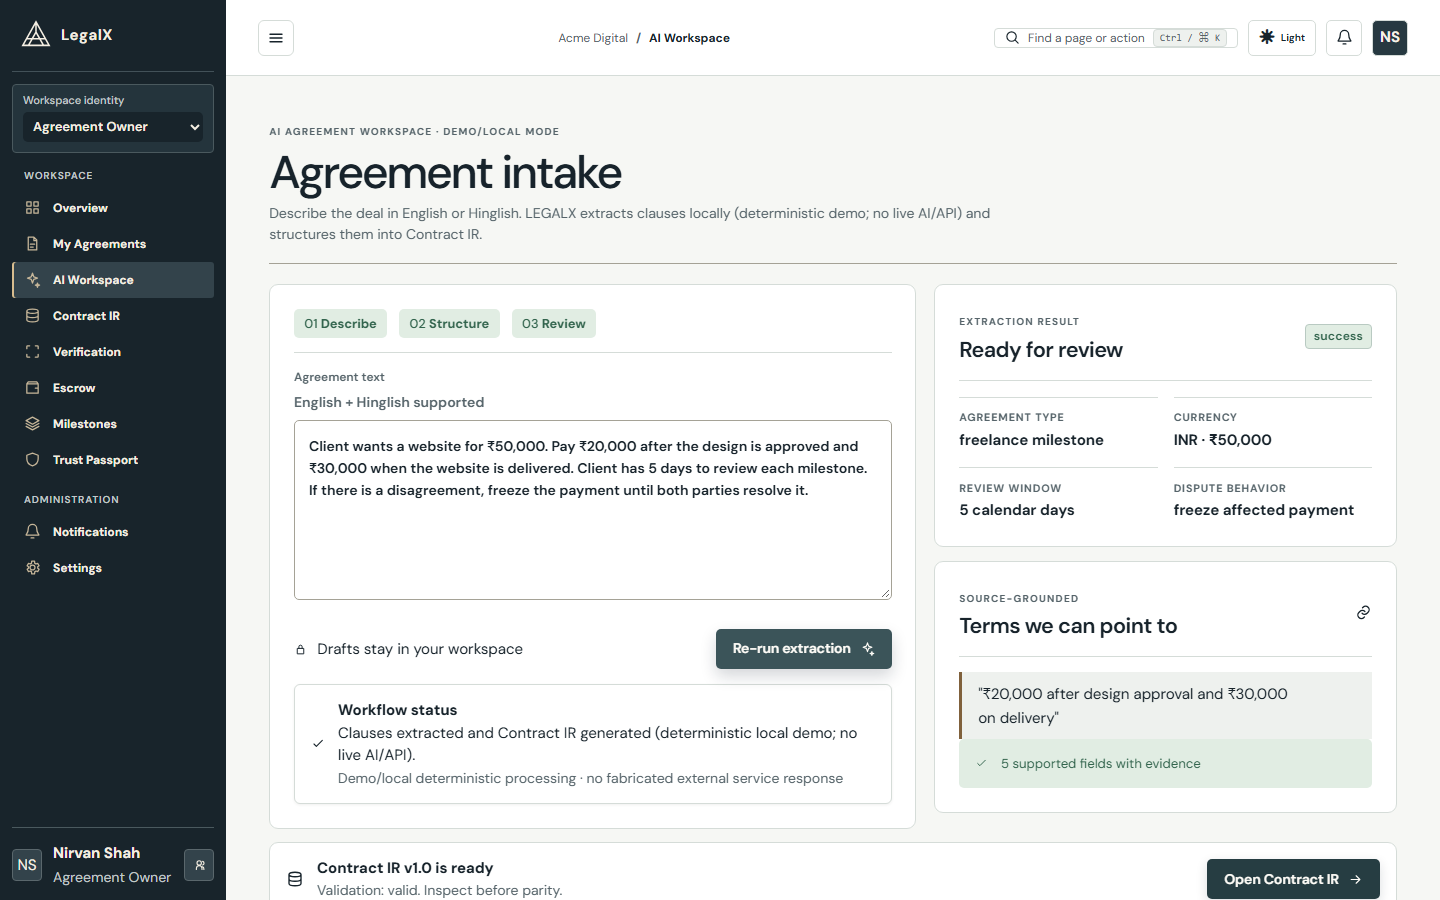 LegalX
Workspace identity
Agreement Owner
WORKSPACE
Overview
My Agreements
AI Workspace
Contract IR
Verification
Escrow
Milestones
Trust Passport
ADMINISTRATION
Notifications
Settings
NS
Nirvan Shah
Agreement Owner
Acme Digital / AI Workspace
Find a page or action Ctrl / ⌘ K
Light
NS
AI AGREEMENT WORKSPACE · DEMO/LOCAL MODE
Agreement intake
Describe the deal in English or Hinglish. LEGALX extracts clauses locally (deterministic demo; no live AI/API) and
structures them into Contract IR.
01 Describe
02 Structure
03 Review
Agreement text
English + Hinglish supported
Client wants a website for ₹50,000. Pay ₹20,000 after the design is approved and
₹30,000 when the website is delivered. Client has 5 days to review each milestone.
If there is a disagreement, freeze the payment until both parties resolve it.
Drafts stay in your workspace
Re-run extraction
Workflow status
Clauses extracted and Contract IR generated (deterministic local demo; no
live AI/API).
Demo/local deterministic processing · no fabricated external service response
EXTRACTION RESULT
Ready for review
success
AGREEMENT TYPE
freelance milestone
CURRENCY
INR · ₹50,000
REVIEW WINDOW
5 calendar days
DISPUTE BEHAVIOR
freeze affected payment
SOURCE-GROUNDED
Terms we can point to
"₹20,000 after design approval and ₹30,000
on delivery"
5 supported fields with evidence
Contract IR v1.0 is ready
Validation: valid. Inspect before parity.
Open Contract IR